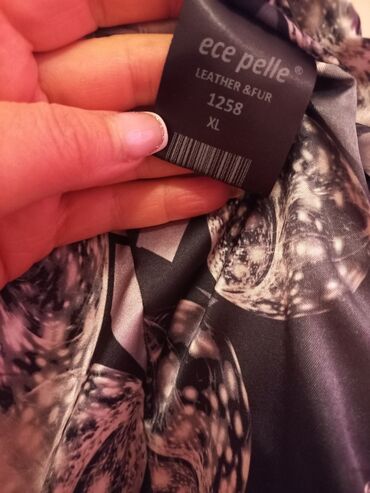 ece pelle®
LEATHER &FUR
1258
XL